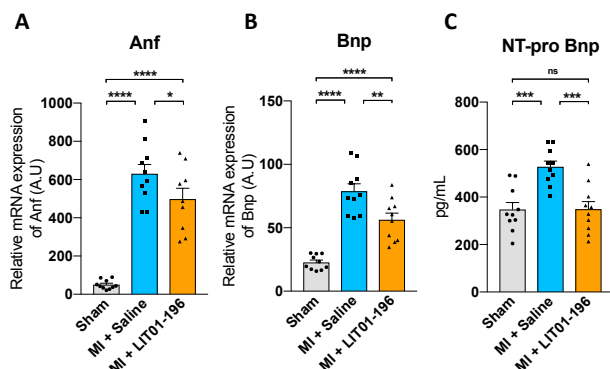 A
Anf
Relative mRNA expression
of Anf (A.U)
1000
800
600
400
200
0
****
****
*
Sham
MI + Saline
MI + LIT01-196
B
Bnp
Relative mRNA expression
of Bnp (A.U)
150
100
50
0
****
****
**
Sham
MI + Saline
MI + LIT01-196
C
NT-pro Bnp
pg/mL
800
600
400
200
0
ns
***
***
Sham
MI + Saline
MI + LIT01-196